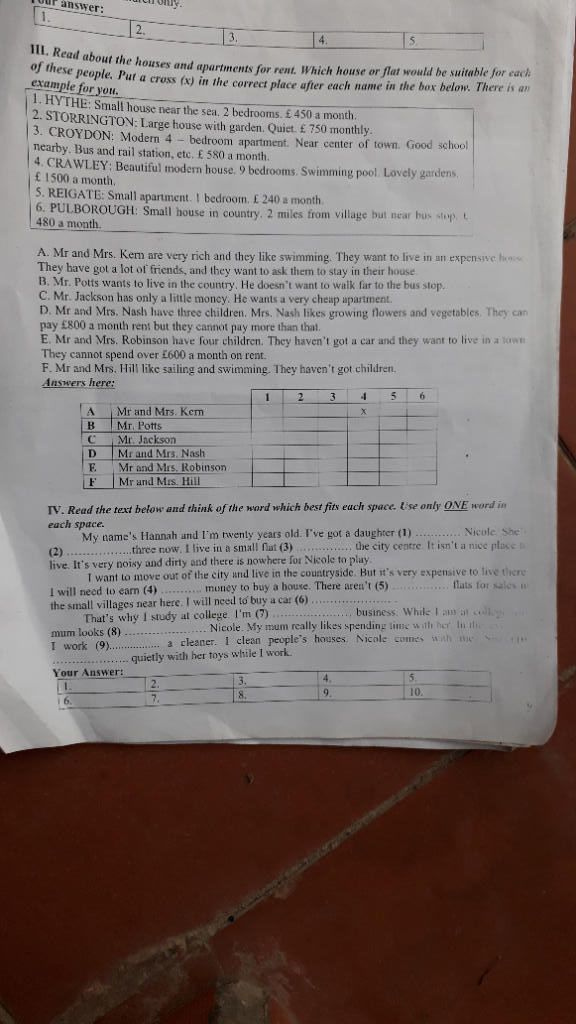 our answer:
only.
1. 2. 3. 4. 5.
III. Read about the houses and apartments for rent. Which house or flat would be suitable for each
of these people. Put a cross (x) in the correct place after each name in the box below. There is an
example for you.
1. HYTHE: Small house near the sea. 2 bedrooms. £ 450 a month.
2. STORRINGTON: Large house with garden. Quiet. £ 750 monthly.
3. CROYDON: Modern 4 – bedroom apartment. Near center of town. Good school
nearby. Bus and rail station, etc. £ 580 a month.
4. CRAWLEY: Beautiful modern house. 9 bedrooms. Swimming pool. Lovely gardens.
£ 1500 a month.
5. REIGATE: Small apartment. 1 bedroom. £ 240 a month.
6. PULBOROUGH: Small house in country. 2 miles from village but near bus stop. £
480 a month.
A. Mr and Mrs. Kern are very rich and they like swimming. They want to live in an expensive house
They have got a lot of friends, and they want to ask them to stay in their house.
B. Mr. Potts wants to live in the country. He doesn't want to walk far to the bus stop.
C. Mr. Jackson has only a little money. He wants a very cheap apartment.
D. Mr and Mrs. Nash have three children. Mrs. Nash likes growing flowers and vegetables. They can
pay £800 a month rent but they cannot pay more than that.
E. Mr and Mrs. Robinson have four children. They haven't got a car and they want to live in a town
They cannot spend over £600 a month on rent.
F. Mr and Mrs. Hill like sailing and swimming. They haven't got children.
Answers here:
1 2 3 4 5 6
A Mr and Mrs. Kern x
B Mr. Potts
C Mr. Jackson
D Mr and Mrs. Nash
E Mr and Mrs. Robinson
F Mr and Mrs. Hill
IV. Read the text below and think of the word which best fits each space. Use only ONE word in
each space.
My name's Hannah and I'm twenty years old. I've got a daughter (1) ............ Nicole. She
(2) ..................three now. I live in a small flat (3) ............... the city centre. It isn't a nice place
live. It's very noisy and dirty and there is nowhere for Nicole to play.
I want to move out of the city and live in the countryside. But it's very expensive to live there
I will need to earn (4) .......... money to buy a house. There aren't (5) ............... flats for sales
the small villages near here. I will need to buy a car (6) .....................
That's why I study at college. I'm (7) ................... business. While I am at
mum looks (8) .................... Nicole. My mum really likes spending time with her. In the
I work (9)............... a cleaner. I clean people's houses. Nicole comes with me
.................... quietly with her toys while I work.
Your Answer:
1. 2. 3. 4. 5.
6. 7. 8. 9. 10.